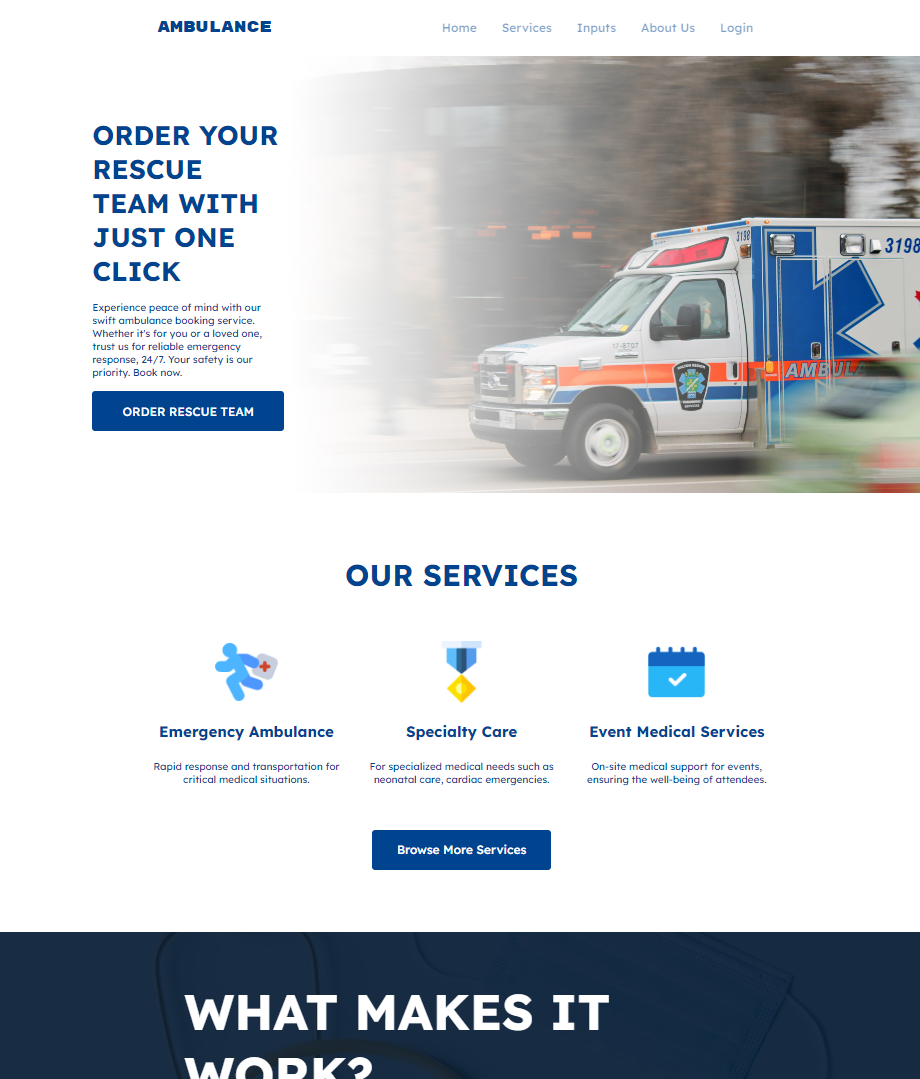 AMBULANCE
Home Services Inputs About Us Login
ORDER YOUR
RESCUE
TEAM WITH
JUST ONE
CLICK
Experience peace of mind with our
swift ambulance booking service.
Whether it's for you or a loved one,
trust us for reliable emergency
response, 24/7. Your safety is our
priority. Book now.
ORDER RESCUE TEAM
3198
3198
17-8707
AMBUL
OUR SERVICES
Emergency Ambulance
Rapid response and transportation for
critical medical situations.
Specialty Care
For specialized medical needs such as
neonatal care, cardiac emergencies.
Event Medical Services
On-site medical support for events,
ensuring the well-being of attendees.
Browse More Services
WHAT MAKES IT
WORK?